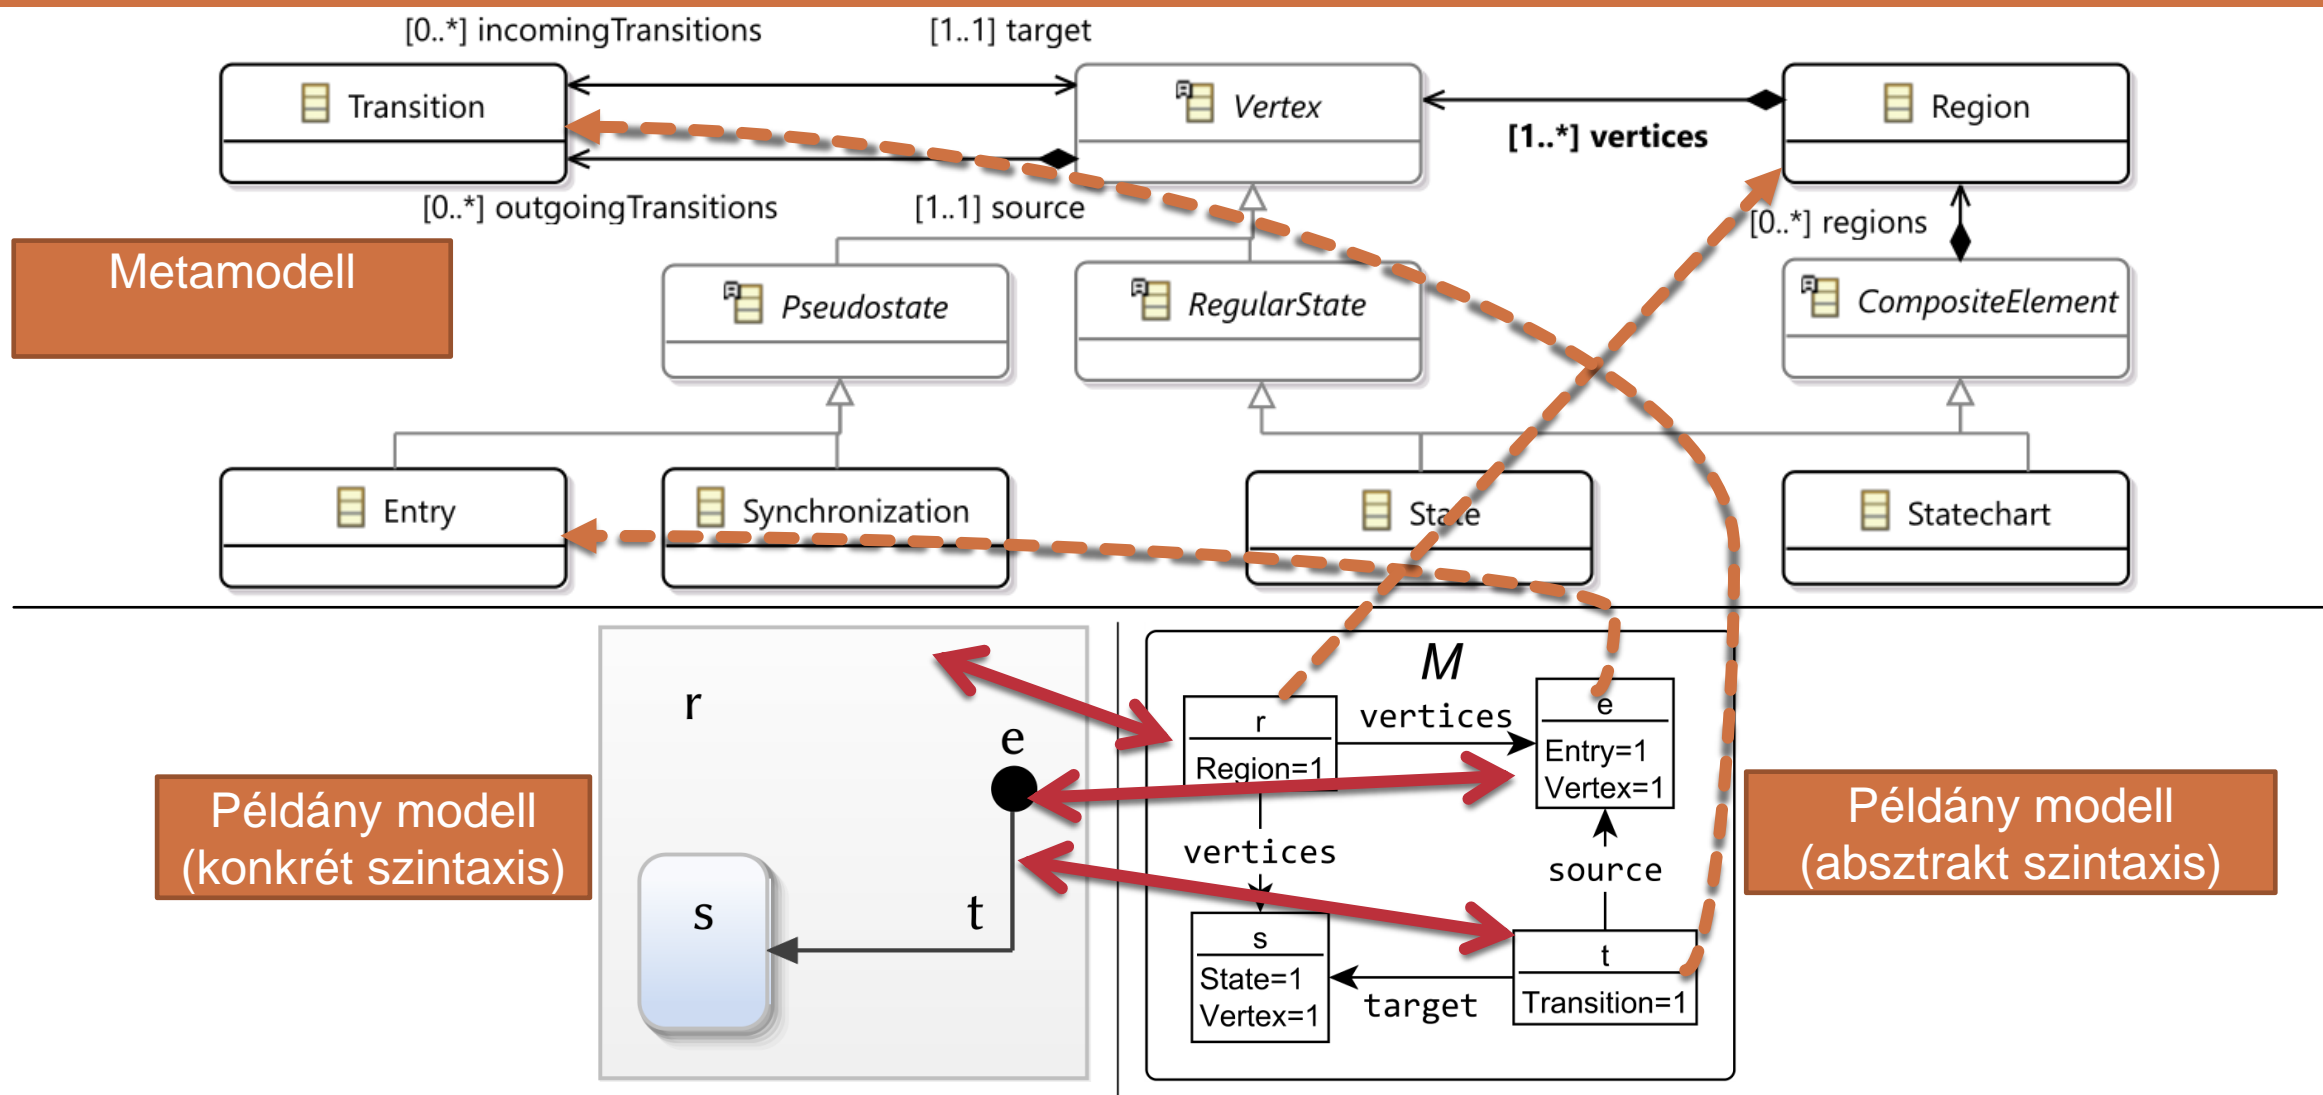 [0..*] incomingTransitions
[1..1] target
Transition
Vertex
Region
[1..*] vertices
[0..*] outgoingTransitions
[1..1] source
[0..*] regions
Metamodell
Pseudostate
RegularState
CompositeElement
Entry
Synchronization
State
Statechart
r
e
s
t
Példány modell
(konkrét szintaxis)
M
r
Region=1
vertices
e
Entry=1
Vertex=1
vertices
source
s
State=1
Vertex=1
target
t
Transition=1
Példány modell
(absztrakt szintaxis)